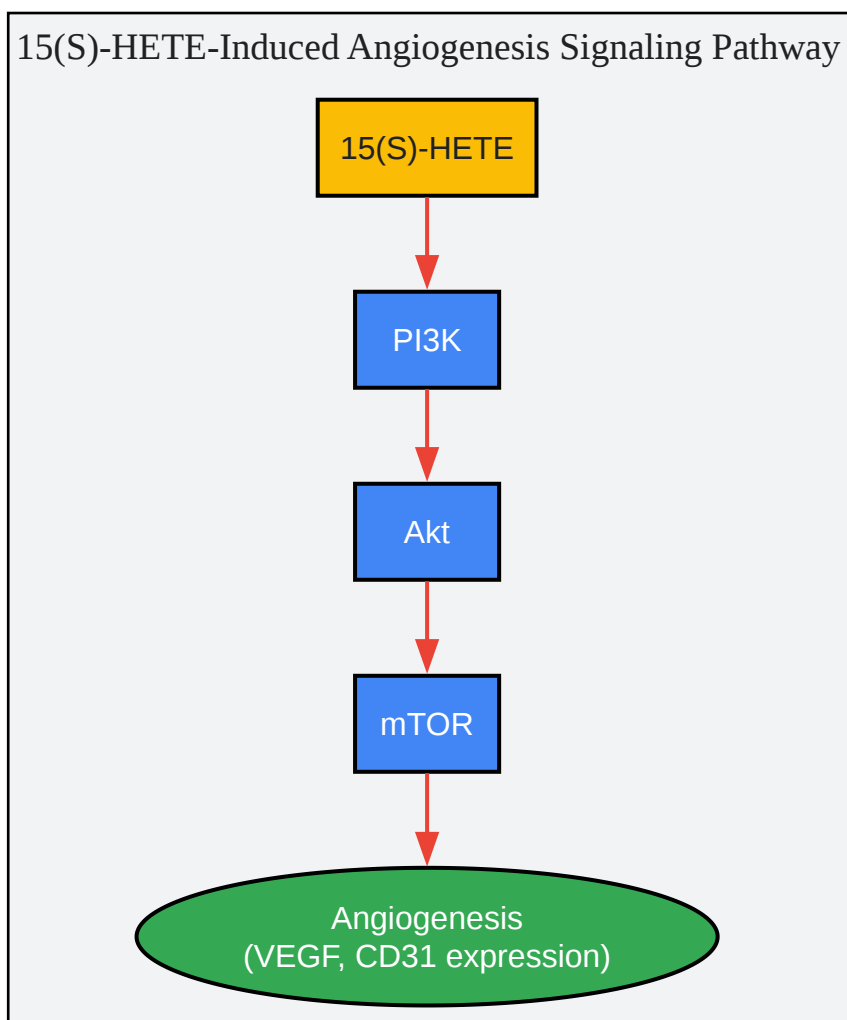 15(S)-HETE-Induced Angiogenesis Signaling Pathway
15(S)-HETE
PI3K
Akt
mTOR
Angiogenesis
(VEGF, CD31 expression)